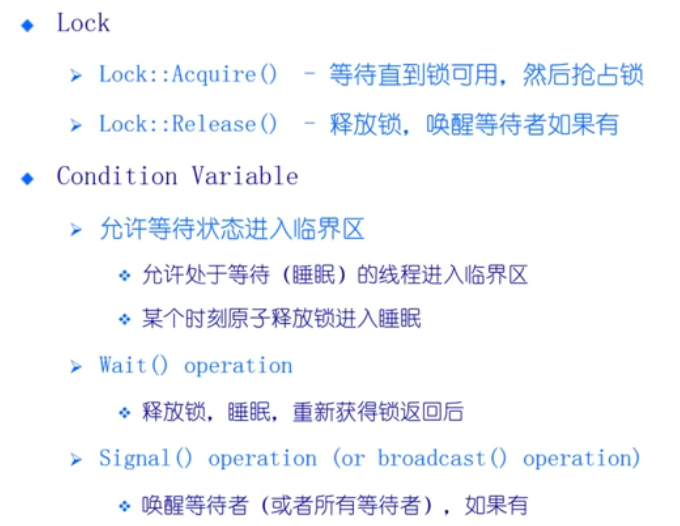 Lock
Lock::Acquire() - 等待直到锁可用，然后抢占锁
Lock::Release() - 释放锁，唤醒等待者如果有
Condition Variable
允许等待状态进入临界区
允许处于等待（睡眠）的线程进入临界区
某个时刻原子释放锁进入睡眠
Wait() operation
释放锁，睡眠，重新获得锁返回后
Signal() operation (or broadcast() operation)
唤醒等待者（或者所有等待者），如果有